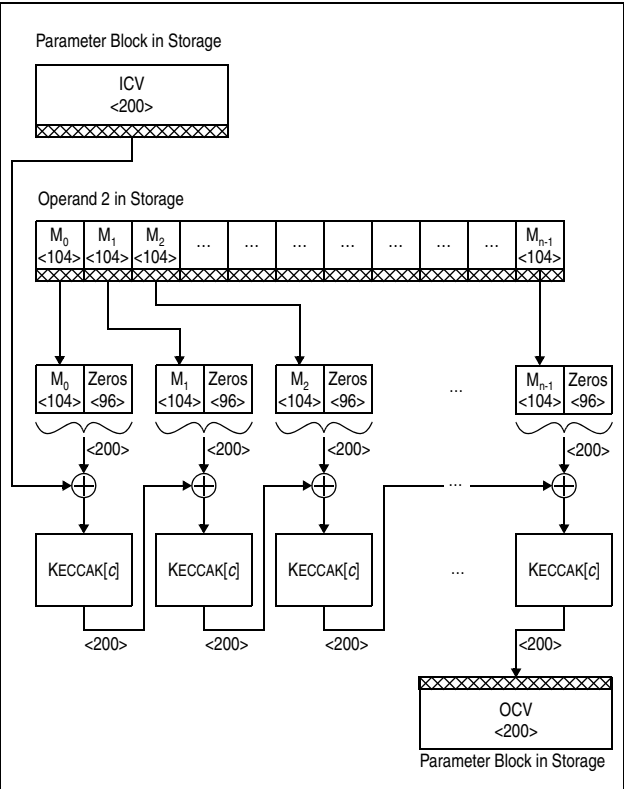 Parameter Block in Storage
ICV
<200>
Operand 2 in Storage
M₀ M₁ M₂ ... ... ... ... ... ... ... Mₙ₋₁
<104> <104> <104> <104>
M₀ Zeros M₁ Zeros M₂ Zeros ... Mₙ₋₁ Zeros
<104> <96> <104> <96> <104> <96> <104> <96>
<200> <200> <200> <200>
...
KECCAK[c] KECCAK[c] KECCAK[c] ... KECCAK[c]
<200> <200> <200> <200>
OCV
<200>
Parameter Block in Storage